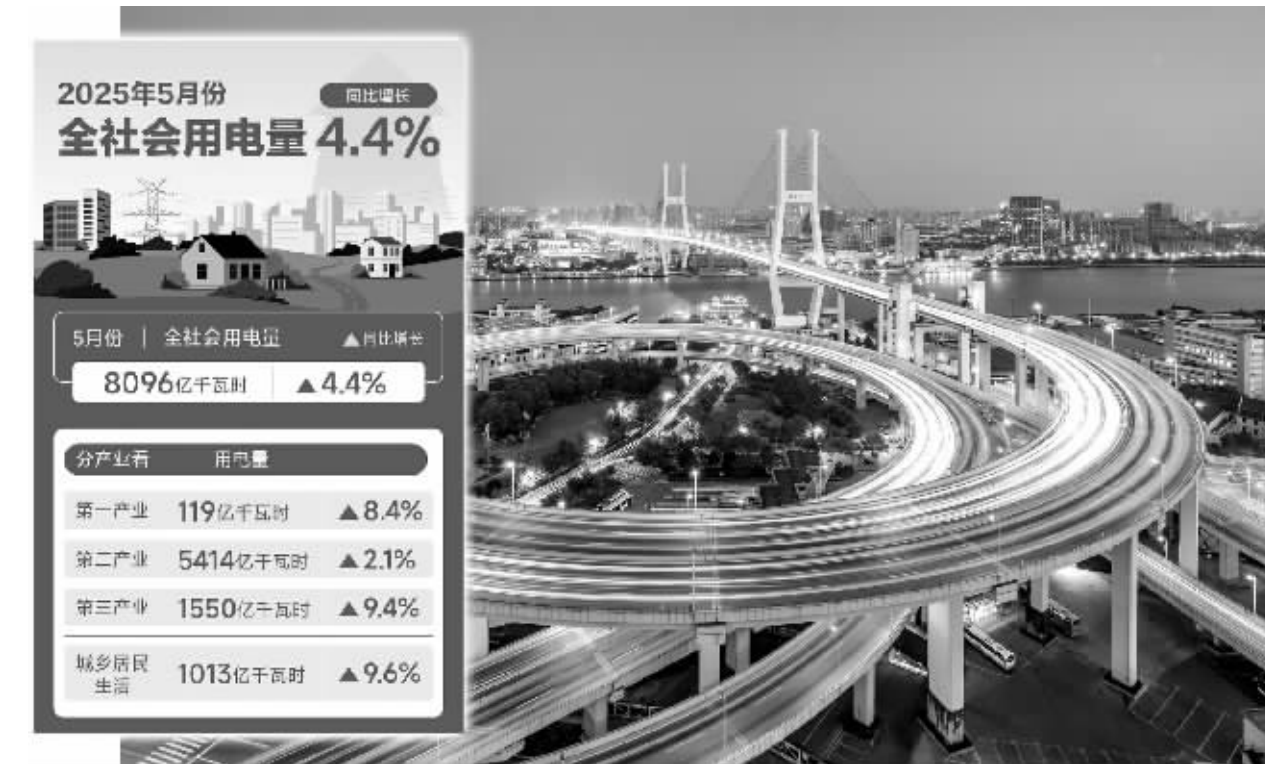 2025年5月份
同比增长
全社会用电量 4.4%
5月份 | 全社会用电量 ▲同比增长
8096亿千瓦时 ▲4.4%
分产业看 用电量
第一产业 119亿千瓦时 ▲8.4%
第二产业 5414亿千瓦时 ▲2.1%
第三产业 1550亿千瓦时 ▲9.4%
城乡居民
生活
1013亿千瓦时 ▲9.6%